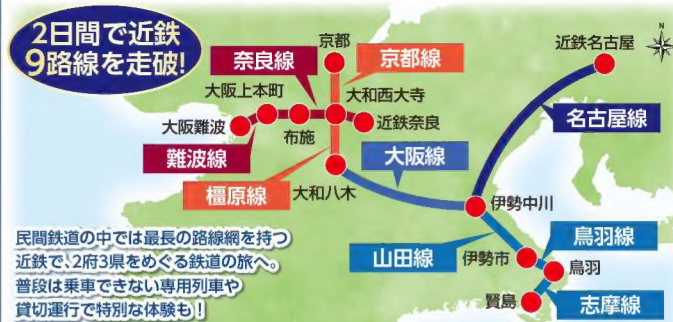 2日間で近鉄
9路線を走破!
N
京都
近鉄名古屋
奈良線
京都線
大阪上本町
大和西大寺
名古屋線
大阪難波
布施
近鉄奈良
難波線
大阪線
橿原線
大和八木
伊勢中川
鳥羽線
山田線
伊勢市
鳥羽
賢島
志摩線
民間鉄道の中では最長の路線網を持つ
近鉄で、2府3県をめぐる鉄道の旅へ。
普段は乗車できない専用列車や
貸切運行で特別な体験も!